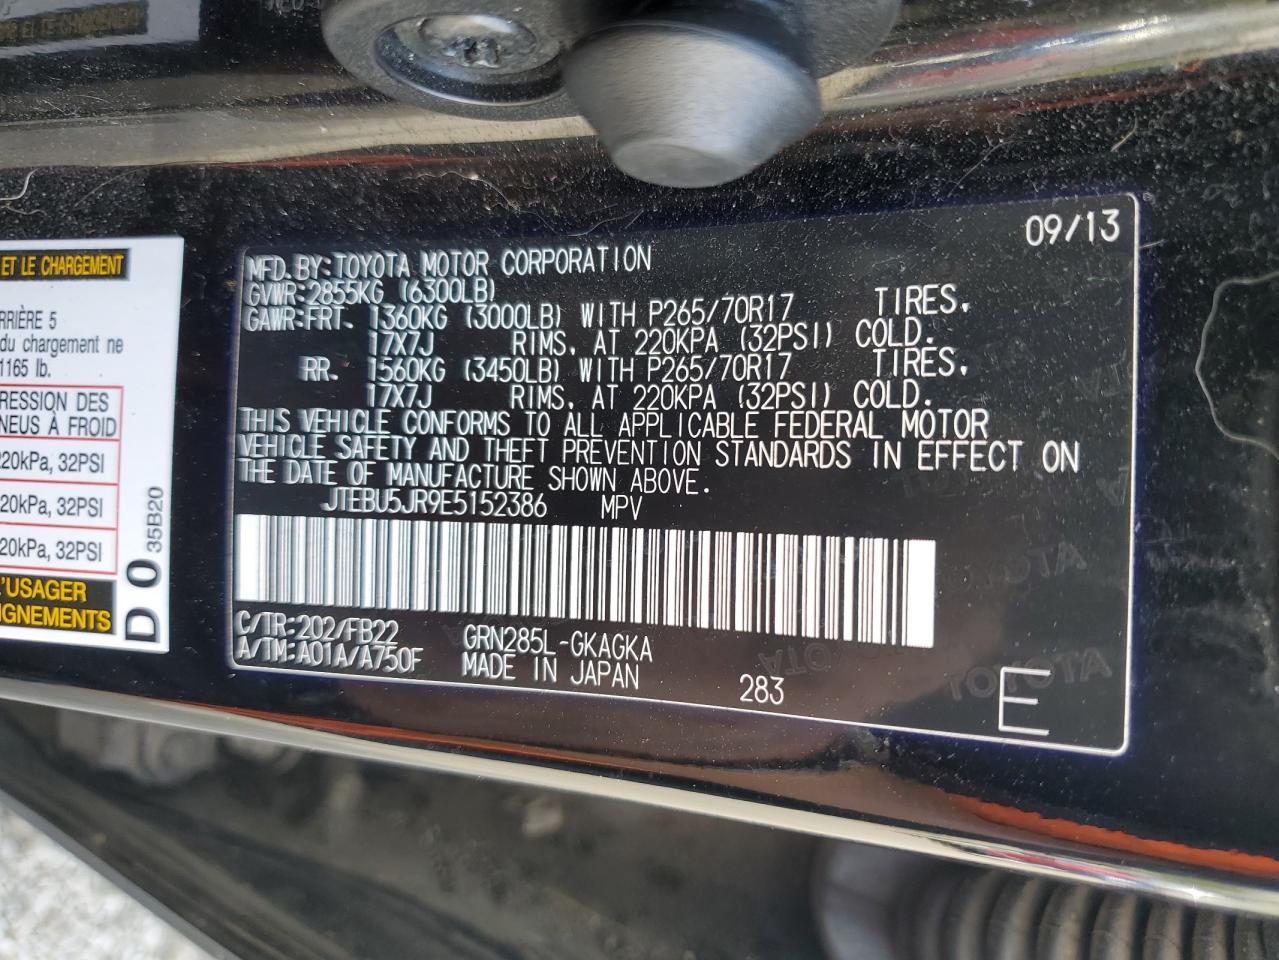 ET LE CHARGEMENT
RRIÈRE 5
du chargement ne
1165 lb.
RESSION DES
NEUS À FROID
220kPa, 32PSI
20kPa, 32PSI
20kPa, 32PSI
L'USAGER
IGNEMENTS
D 0 35B20
09/13
MFD. BY: TOYOTA MOTOR CORPORATION
GVWR: 2855KG (6300LB)
GAWR: FRT. 1360KG (3000LB) WITH P265/70R17 TIRES,
17X7J RIMS, AT 220KPA (32PSI) COLD.
RR. 1560KG (3450LB) WITH P265/70R17 TIRES,
17X7J RIMS, AT 220KPA (32PSI) COLD.
THIS VEHICLE CONFORMS TO ALL APPLICABLE FEDERAL MOTOR
VEHICLE SAFETY AND THEFT PREVENTION STANDARDS IN EFFECT ON
THE DATE OF MANUFACTURE SHOWN ABOVE.
JTEBU5JR9E5152386 MPV
C/TR: 202/FB22 GRN285L-GKAGKA
A/TM: A01A/A750F MADE IN JAPAN 283
E